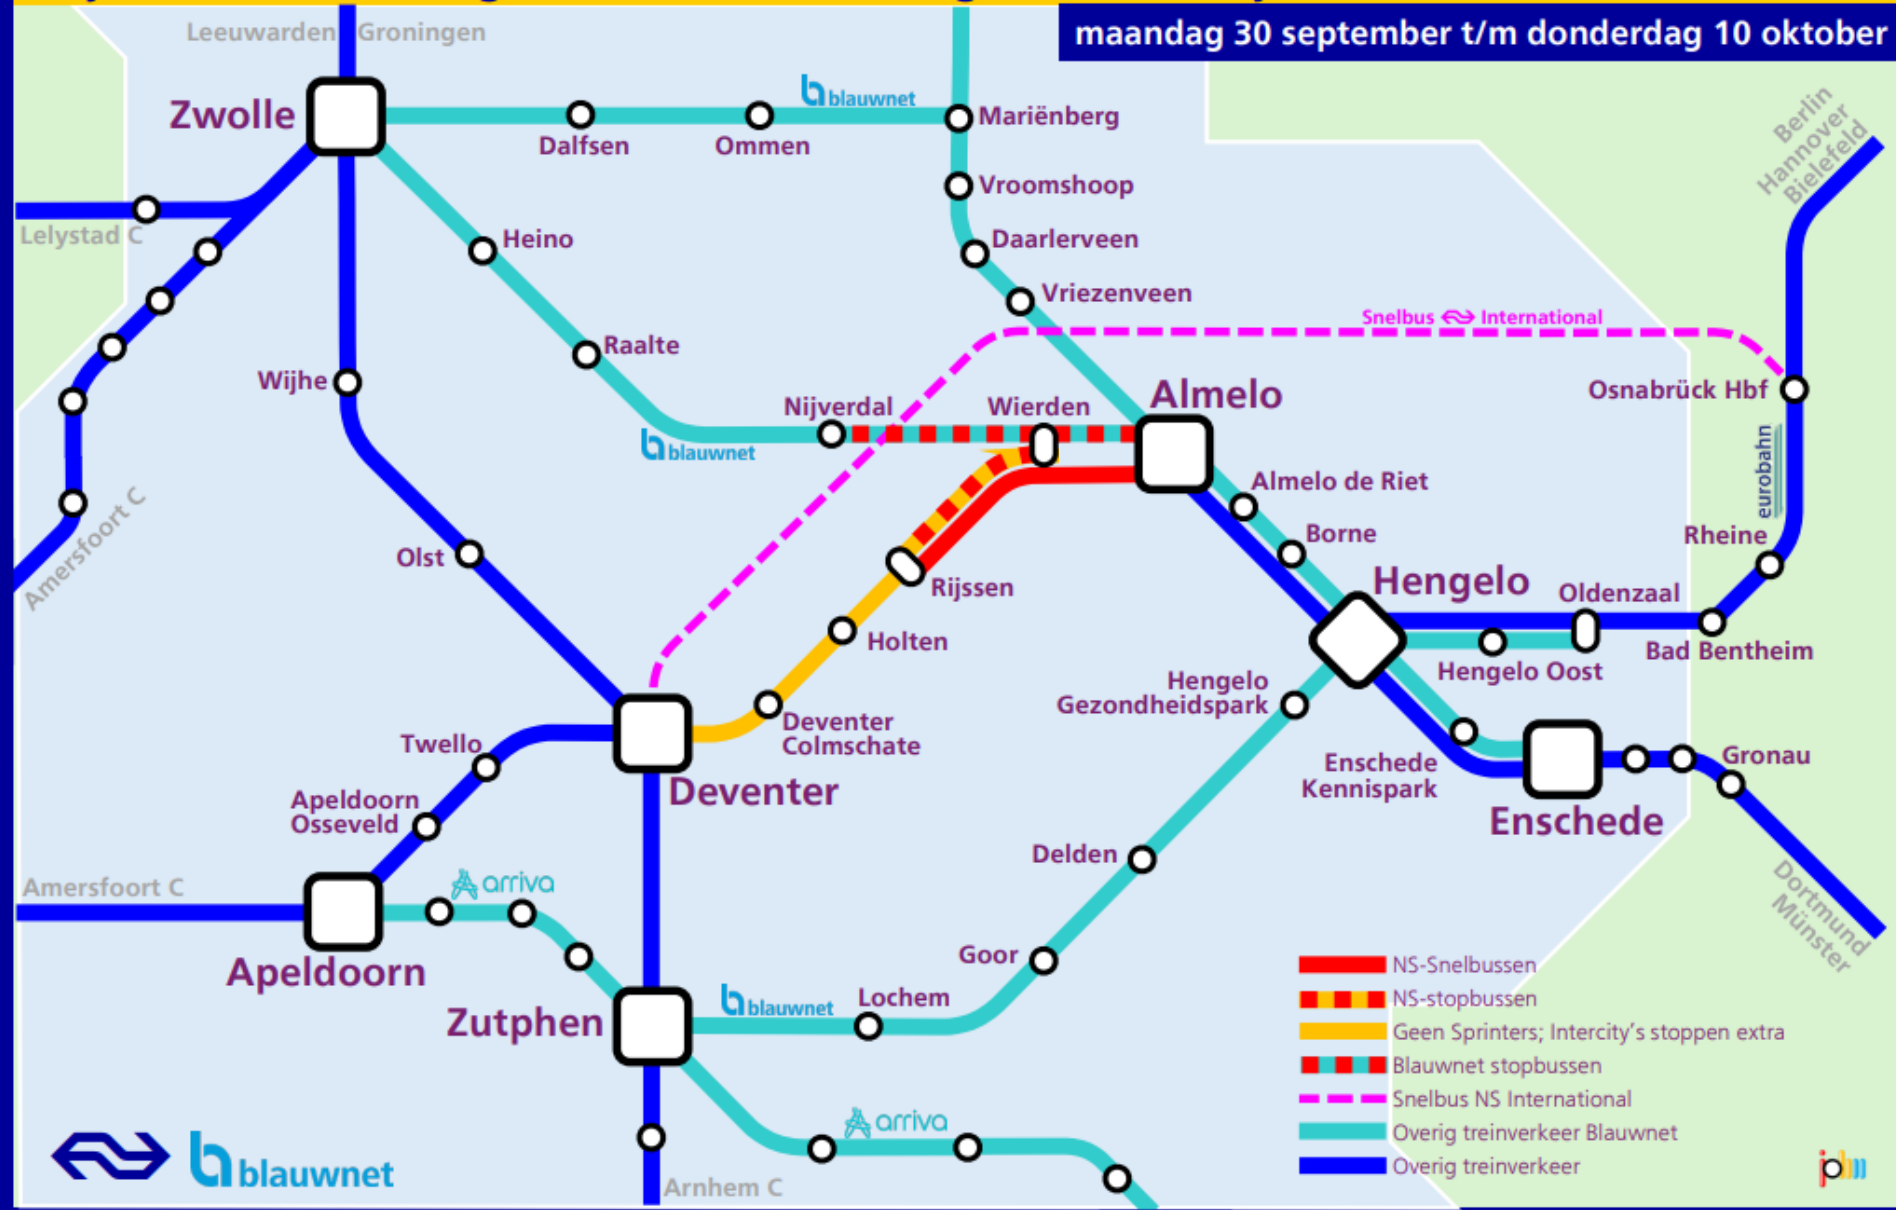 maandag 30 september t/m donderdag 10 oktober
Leeuwarden
Groningen
Zwolle
blauwnet
Mariënberg
Dalfsen
Ommen
Berlin
Hannover
Bielefeld
Vroomshoop
Lelystad C
Heino
Daarlerveen
Vriezenveen
Snelbus
International
Raalte
Wijhe
Nijverdal
Wierden
Almelo
Osnabrück Hbf
blauwnet
eurobahn
Almelo de Riet
Amersfoort C
Borne
Rheine
Olst
Rijssen
Hengelo
Oldenzaal
Holten
Bad Bentheim
Hengelo Oost
Hengelo
Gezondheidspark
Deventer
Colmschate
Twello
Enschede
Kennispark
Gronau
Deventer
Apeldoorn
Osseveld
Enschede
Delden
Amersfoort C
arriva
Dortmund
Münster
Apeldoorn
Goor
Zutphen
blauwnet
Lochem
NS-Snelbussen
NS-stopbussen
Geen Sprinters; Intercity's stoppen extra
Blauwnet stopbussen
Snelbus NS International
Overig treinverkeer Blauwnet
Overig treinverkeer
arriva
blauwnet
Arnhem C